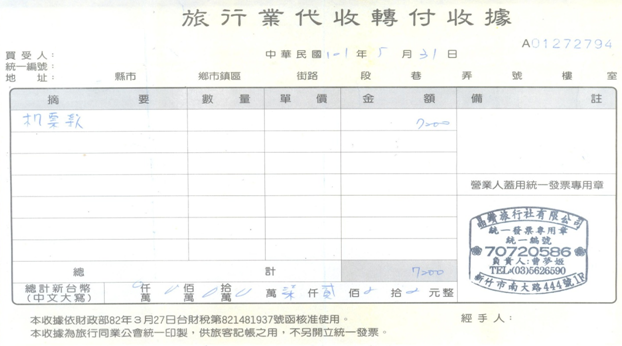 旅行業代收轉付收據
A01272794
買受人：
中華民國101年5月31日
統一編號：
地址： 縣市 鄉市鎮區 街路 段 巷 弄 號 樓 室
摘要 數量 單價 金額 備註
机票款 7200
營業人蓋用統一發票專用章
旅行社有限公司
統一發票專用章
統一編號
70720586
負責人:曾夢
TEL:(03)5626590
新竹市南大路444號1F
總計 7200
總計新台幣 仟萬 佰萬 拾萬 萬 柒 仟 貳 佰 拾 元整
(中文大寫)
本收據依財政部82年3月27日台財稅第821481937號函核准使用。
經手人：
本收據為旅行同業公會統一印製，供旅客記帳之用，不另開立統一發票。